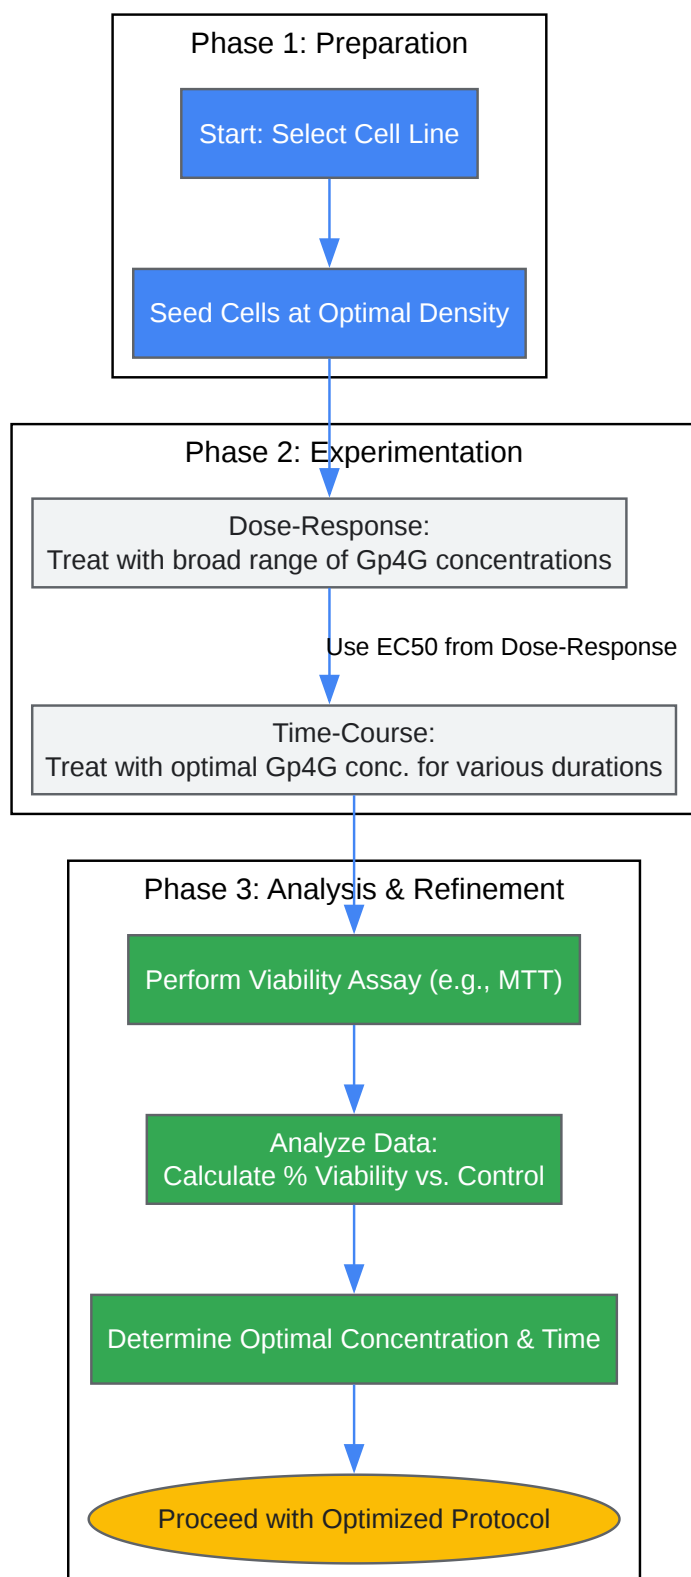 Phase 1: Preparation
Start: Select Cell Line
Seed Cells at Optimal Density
Phase 2: Experimentation
Dose-Response:
Treat with broad range of Gp4G concentrations
Use EC50 from Dose-Response
Time-Course:
Treat with optimal Gp4G conc. for various durations
Phase 3: Analysis & Refinement
Perform Viability Assay (e.g., MTT)
Analyze Data:
Calculate % Viability vs. Control
Determine Optimal Concentration & Time
Proceed with Optimized Protocol